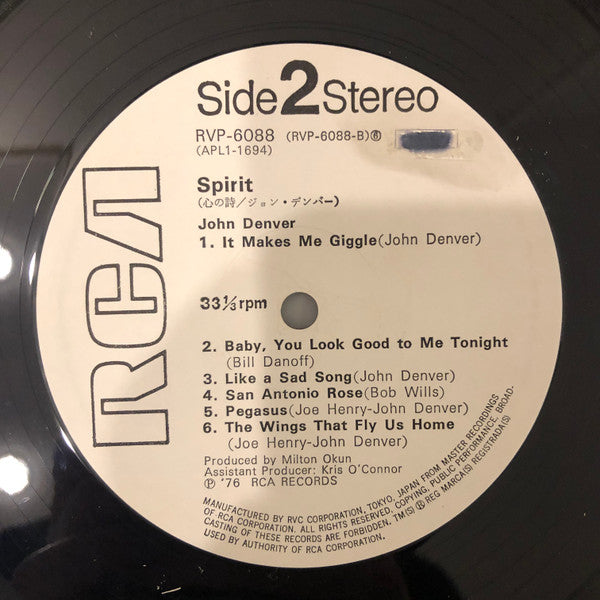 Side 2 Stereo
RVP-6088 (RVP-6088-B)⑥
(APL1-1694)
RCA
Spirit
(心の詩/ジョン・デンバー)
John Denver
1. It Makes Me Giggle(John Denver)
33⅓rpm
2. Baby, You Look Good to Me Tonight
(Bill Danoff)
3. Like a Sad Song(John Denver)
4. San Antonio Rose(Bob Wills)
5. Pegasus(Joe Henry-John Denver)
6. The Wings That Fly Us Home
(Joe Henry-John Denver)
Produced by Milton Okun
Assistant Producer: Kris O'Connor
Ⓟ '76 RCA RECORDS
MANUFACTURED BY RVC CORPORATION, TOKYO, JAPAN FROM MASTER RECORDINGS
OF RCA CORPORATION. ALL RIGHTS RESERVED. COPYING, PUBLIC PERFORMANCE, BROAD-
CASTING OF THESE RECORDS ARE FORBIDDEN. TM(S) Ⓡ REG MARCA(S) REGISTRADA(S)
USED BY AUTHORITY OF RCA CORPORATION.